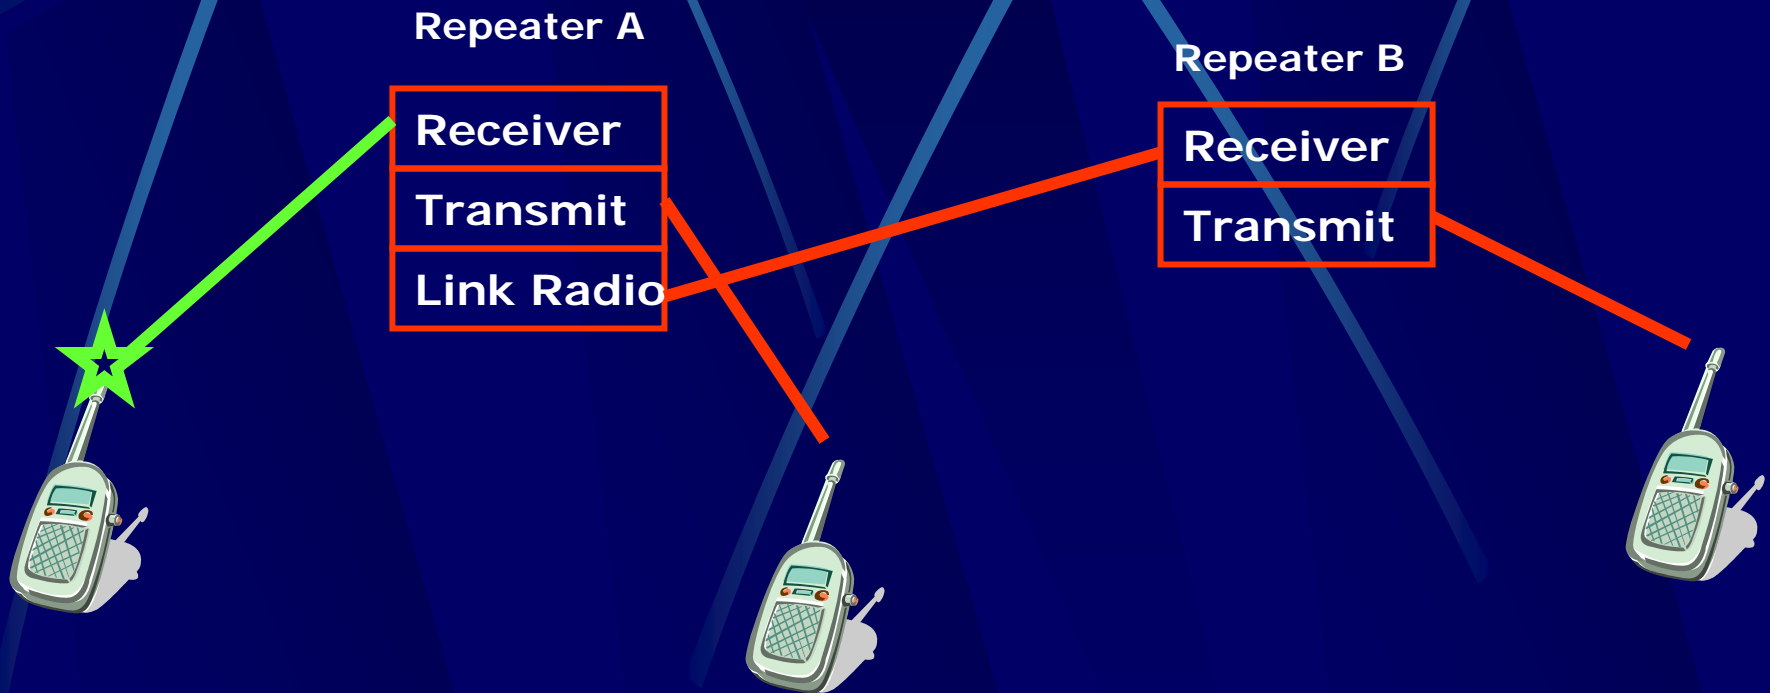 Repeater A
Receiver
Transmit
Link Radio
Repeater B
Receiver
Transmit